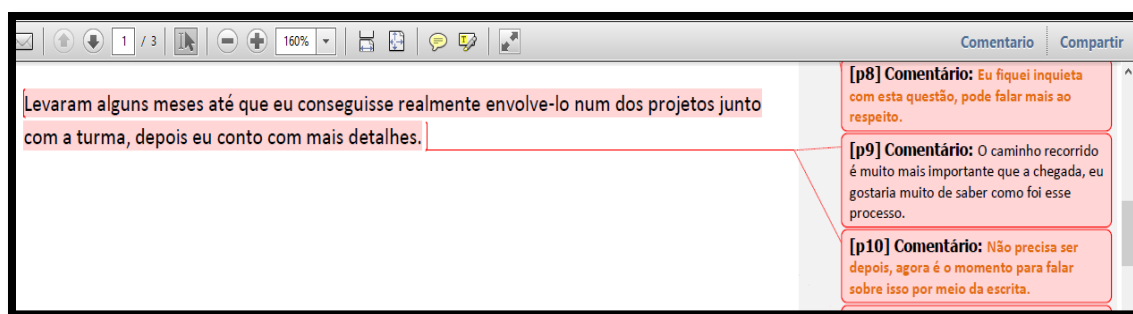 1 / 3 160% Comentario Compartir
Levaram alguns meses até que eu conseguisse realmente envolve-lo num dos projetos junto
com a turma, depois eu conto com mais detalhes.
[p8] Comentário: Eu fiquei inquieta
com esta questão, pode falar mais ao
respeito.
[p9] Comentário: O caminho recorrido
é muito mais importante que a chegada, eu
gostaria muito de saber como foi esse
processo.
[p10] Comentário: Não precisa ser
depois, agora é o momento para falar
sobre isso por meio da escrita.